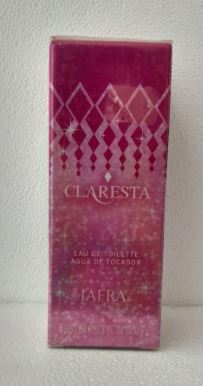 CLARESTA
EAU DE TOILETTE
AGUA DE TOCADOR
JAFRA